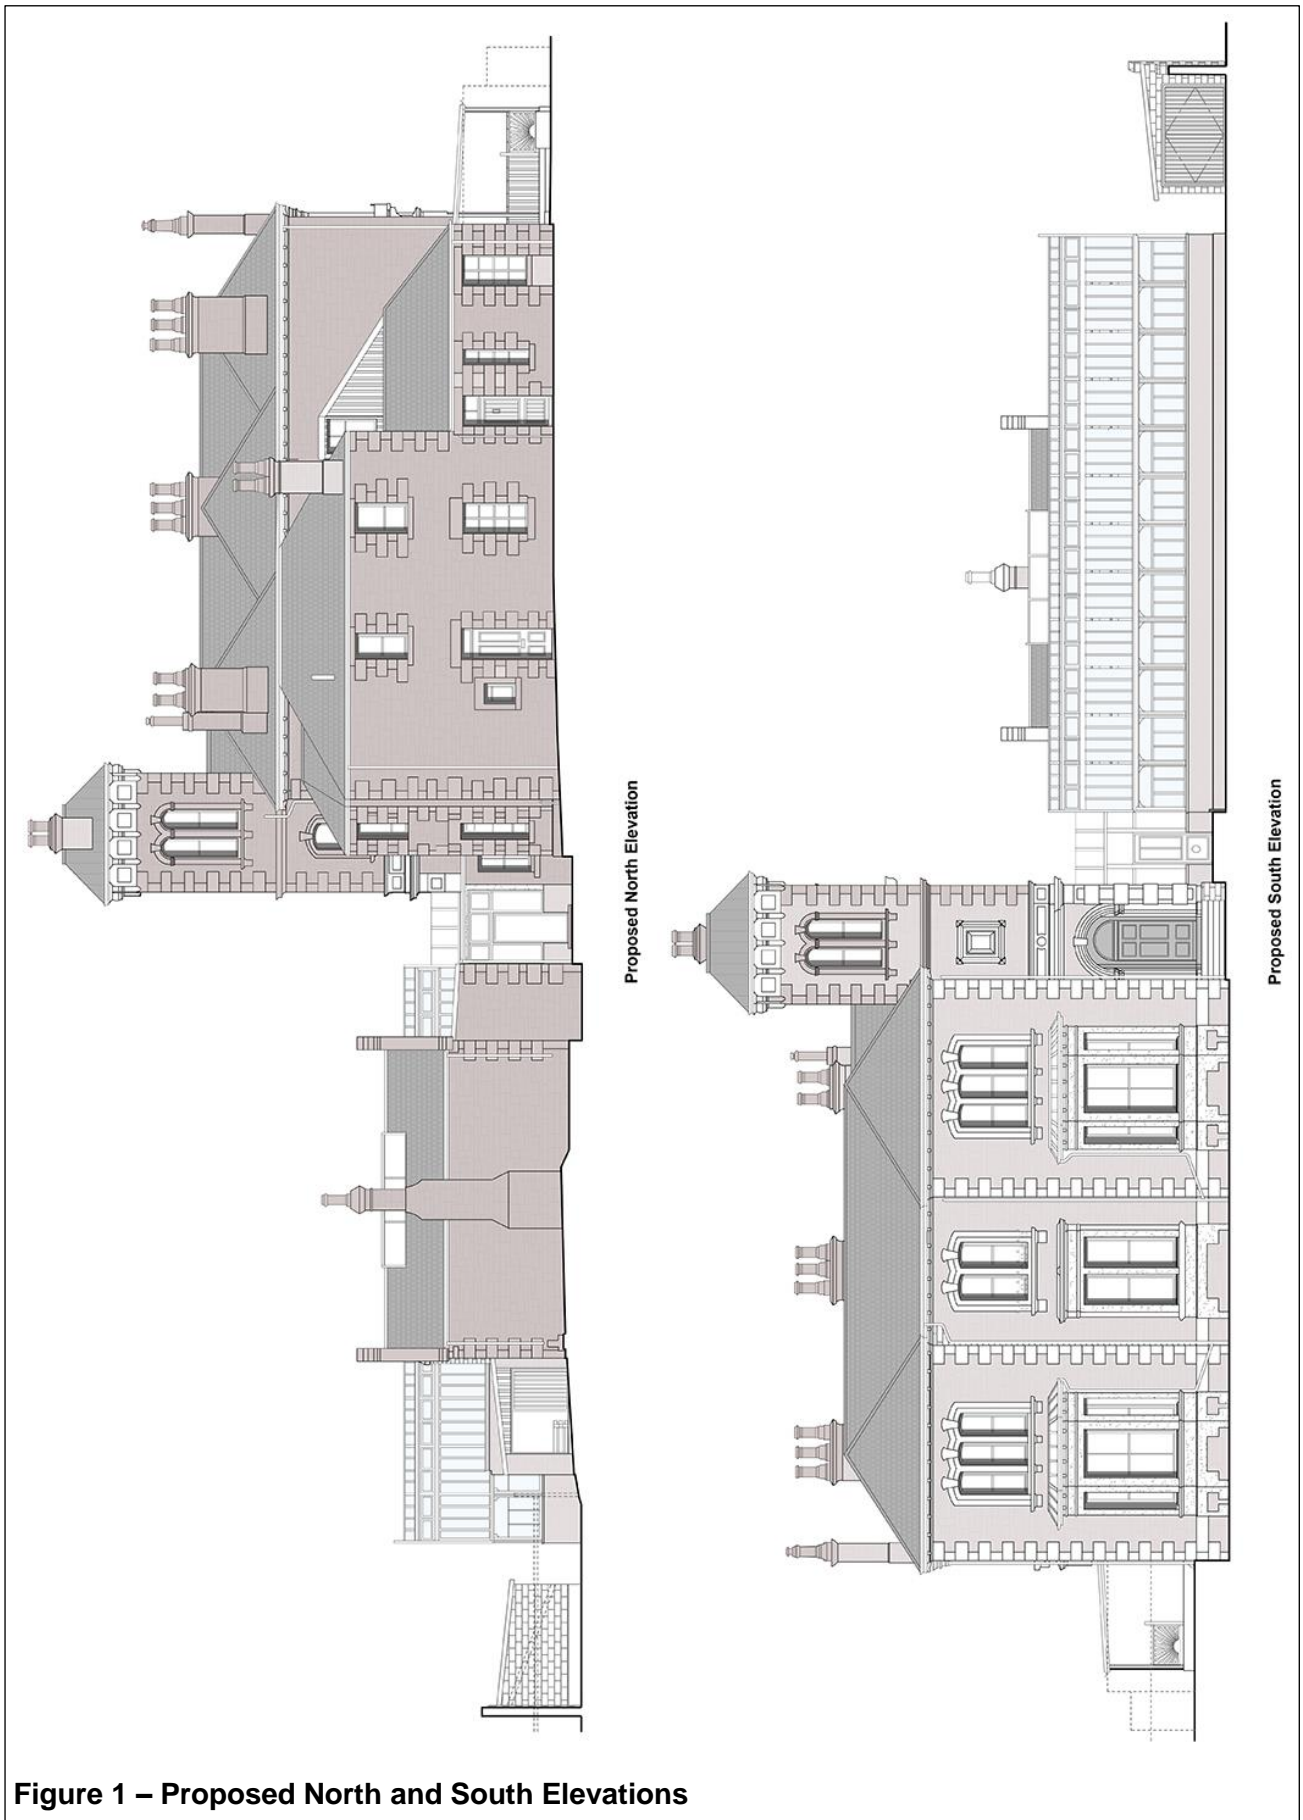 Proposed North Elevation
Proposed South Elevation
Figure 1 – Proposed North and South Elevations